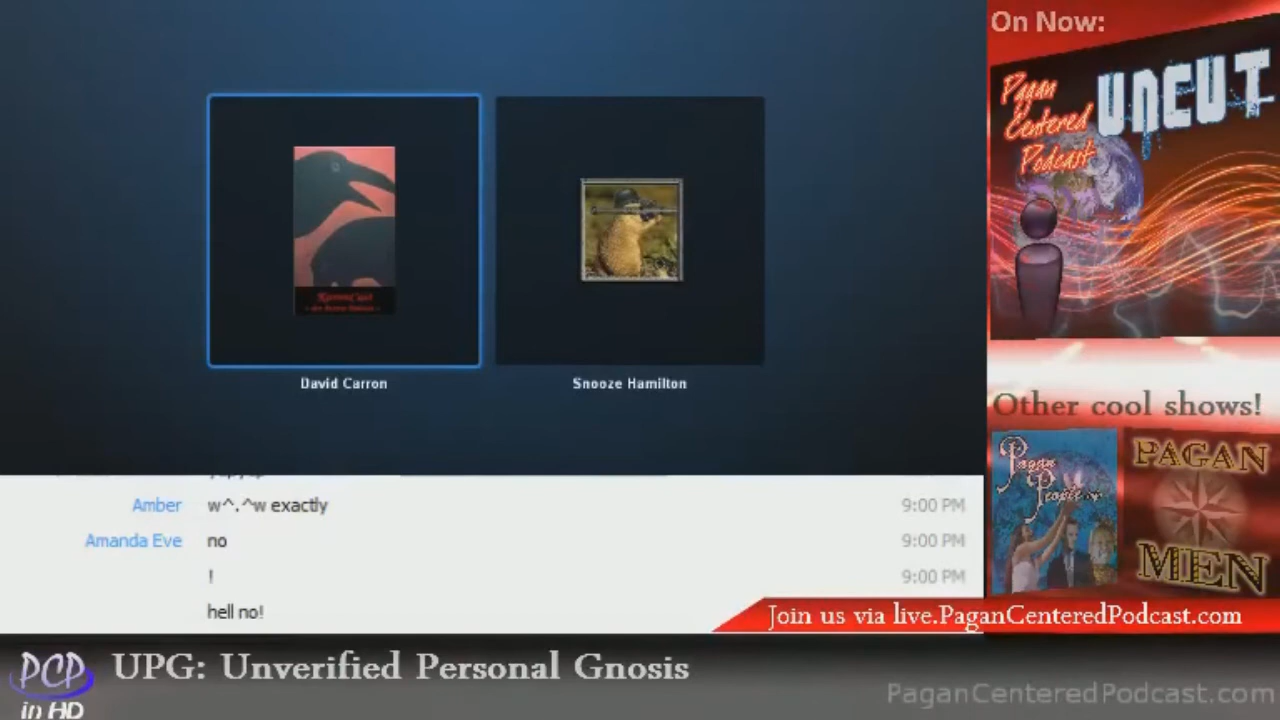 On Now:
Pagan
Centered
Podcast
UNCUT
David Carron
Snooze Hamilton
Other cool shows!
Pagan
People
PAGAN
MEN
Amber w^.^w exactly 9:00 PM
Amanda Eve no 9:00 PM
! 9:00 PM
hell no!
Join us via live.PaganCenteredPodcast.com
PCP
in HD
UPG: Unverified Personal Gnosis
PaganCenteredPodcast.com